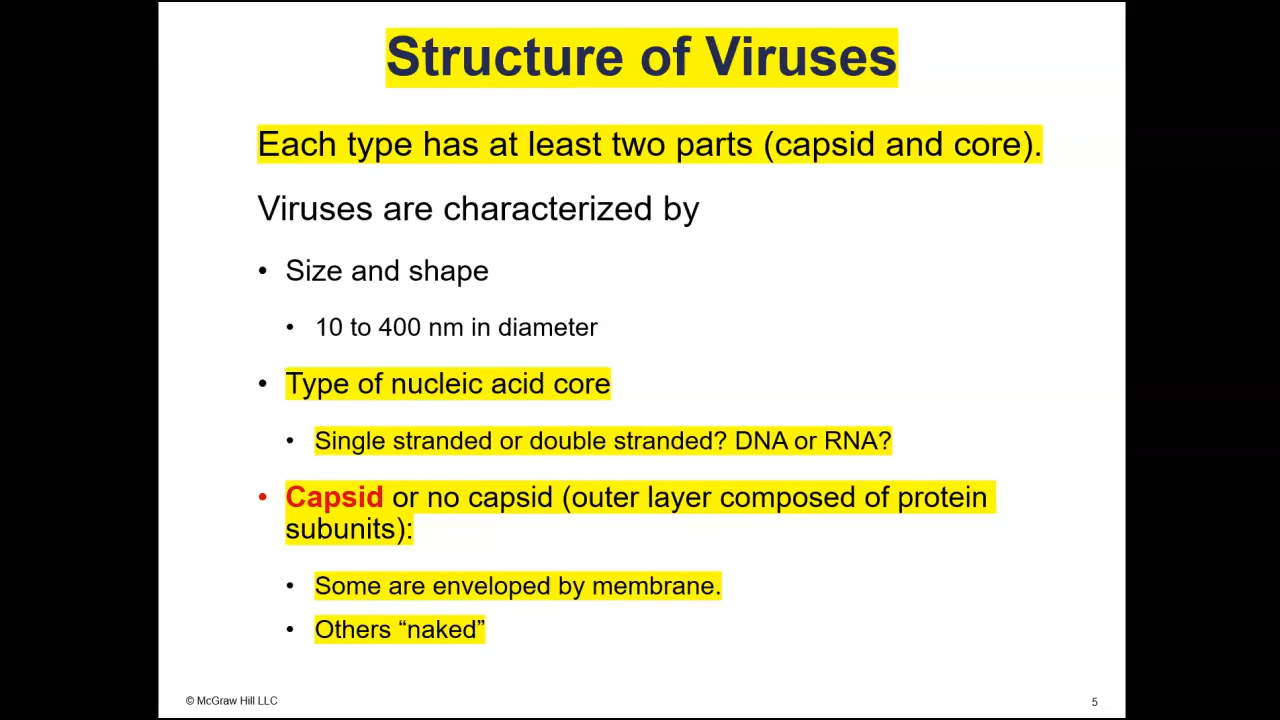 Structure of Viruses
Each type has at least two parts (capsid and core).
Viruses are characterized by
• Size and shape
• 10 to 400 nm in diameter
• Type of nucleic acid core
• Single stranded or double stranded? DNA or RNA?
• Capsid or no capsid (outer layer composed of protein
subunits):
• Some are enveloped by membrane.
• Others “naked”
© McGraw Hill LLC
5